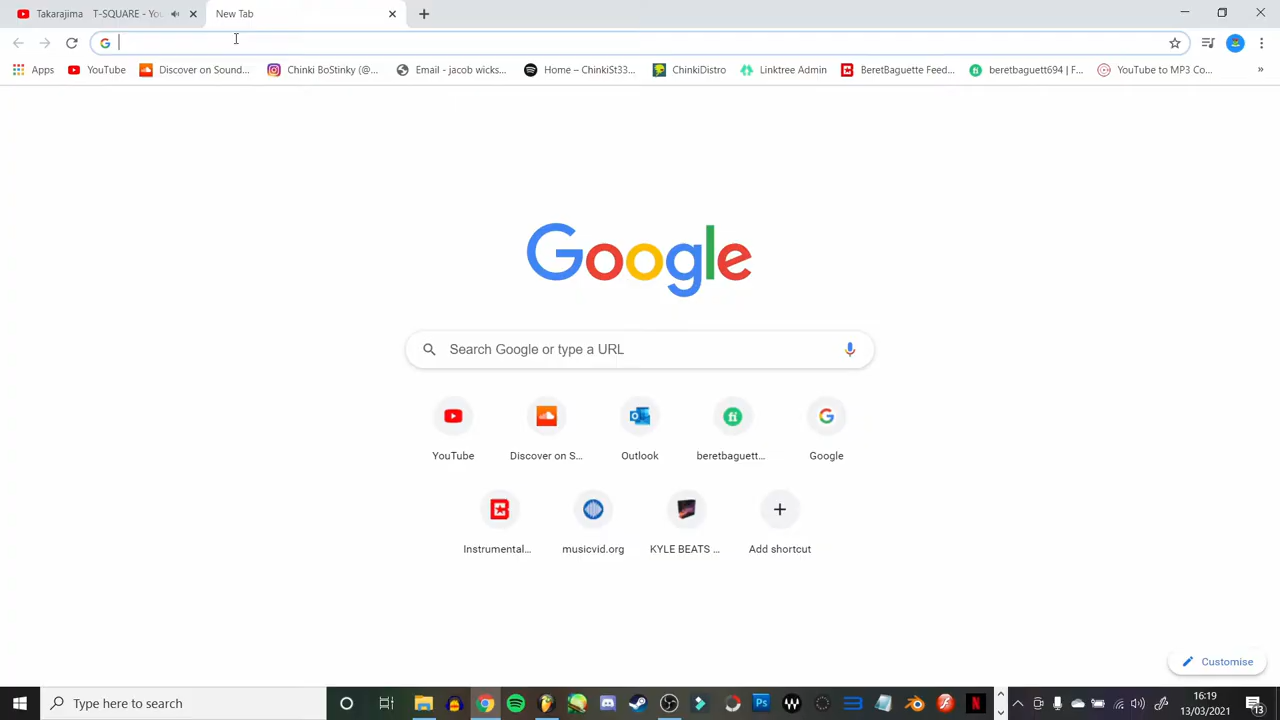 Takarajima T-SQUARE - You
New Tab
Apps
YouTube
Discover on Sound...
Chinki BoStinky (@...
Email - jacob wicks...
Home – ChinkiSt33...
ChinkiDistro
Linktree Admin
BeretBaguette Feed...
beretbaguett694 | F...
YouTube to MP3 Co...
»
Google
Search Google or type a URL
YouTube
Discover on S...
Outlook
beretbaguett...
Google
Instrumental...
musicvid.org
KYLE BEATS ...
Add shortcut
Customise
Type here to search
16:19
13/03/2021